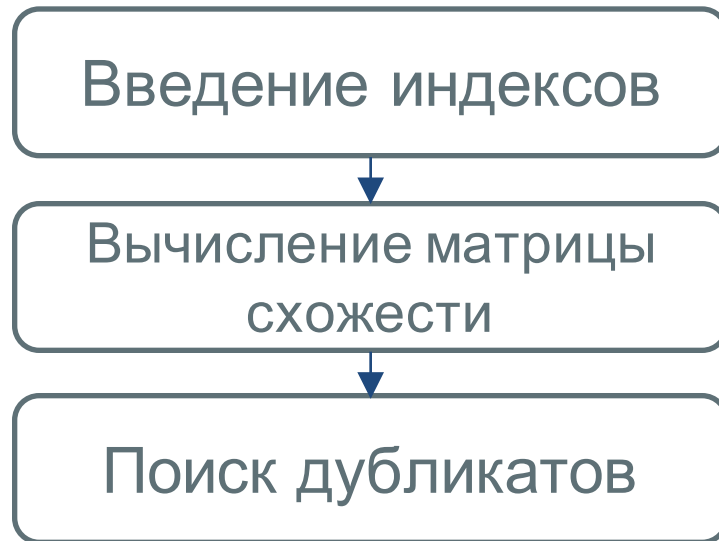 Введение индексов
Вычисление матрицы
схожести
Поиск дубликатов